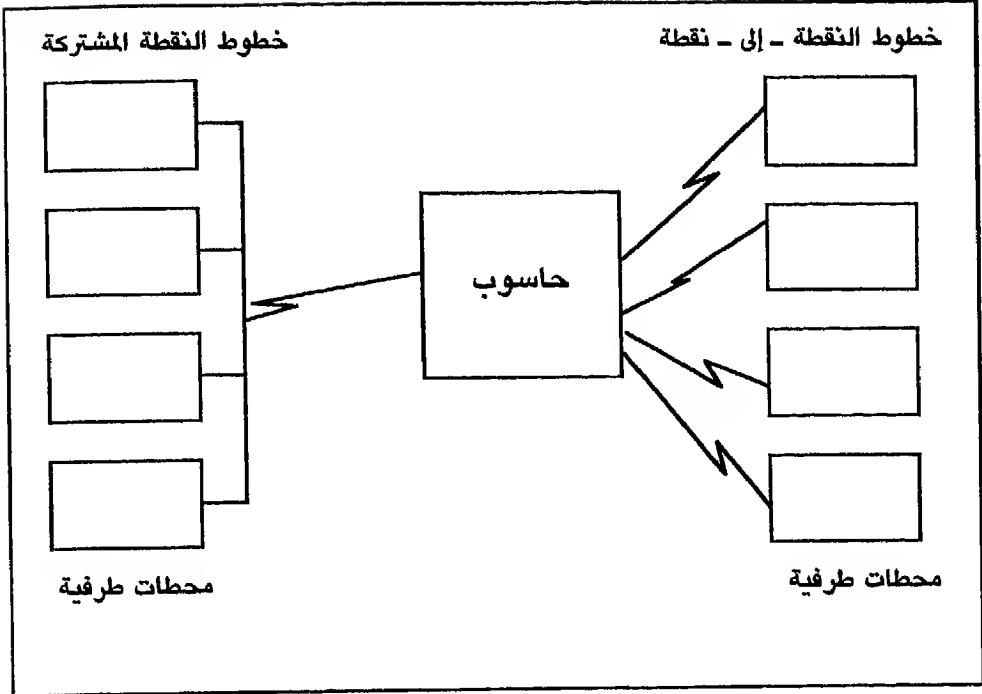 خطوط النقطة ـ إلى ـ نقطة
خطوط النقطة المشتركة
حاسوب
محطات طرفية
محطات طرفية